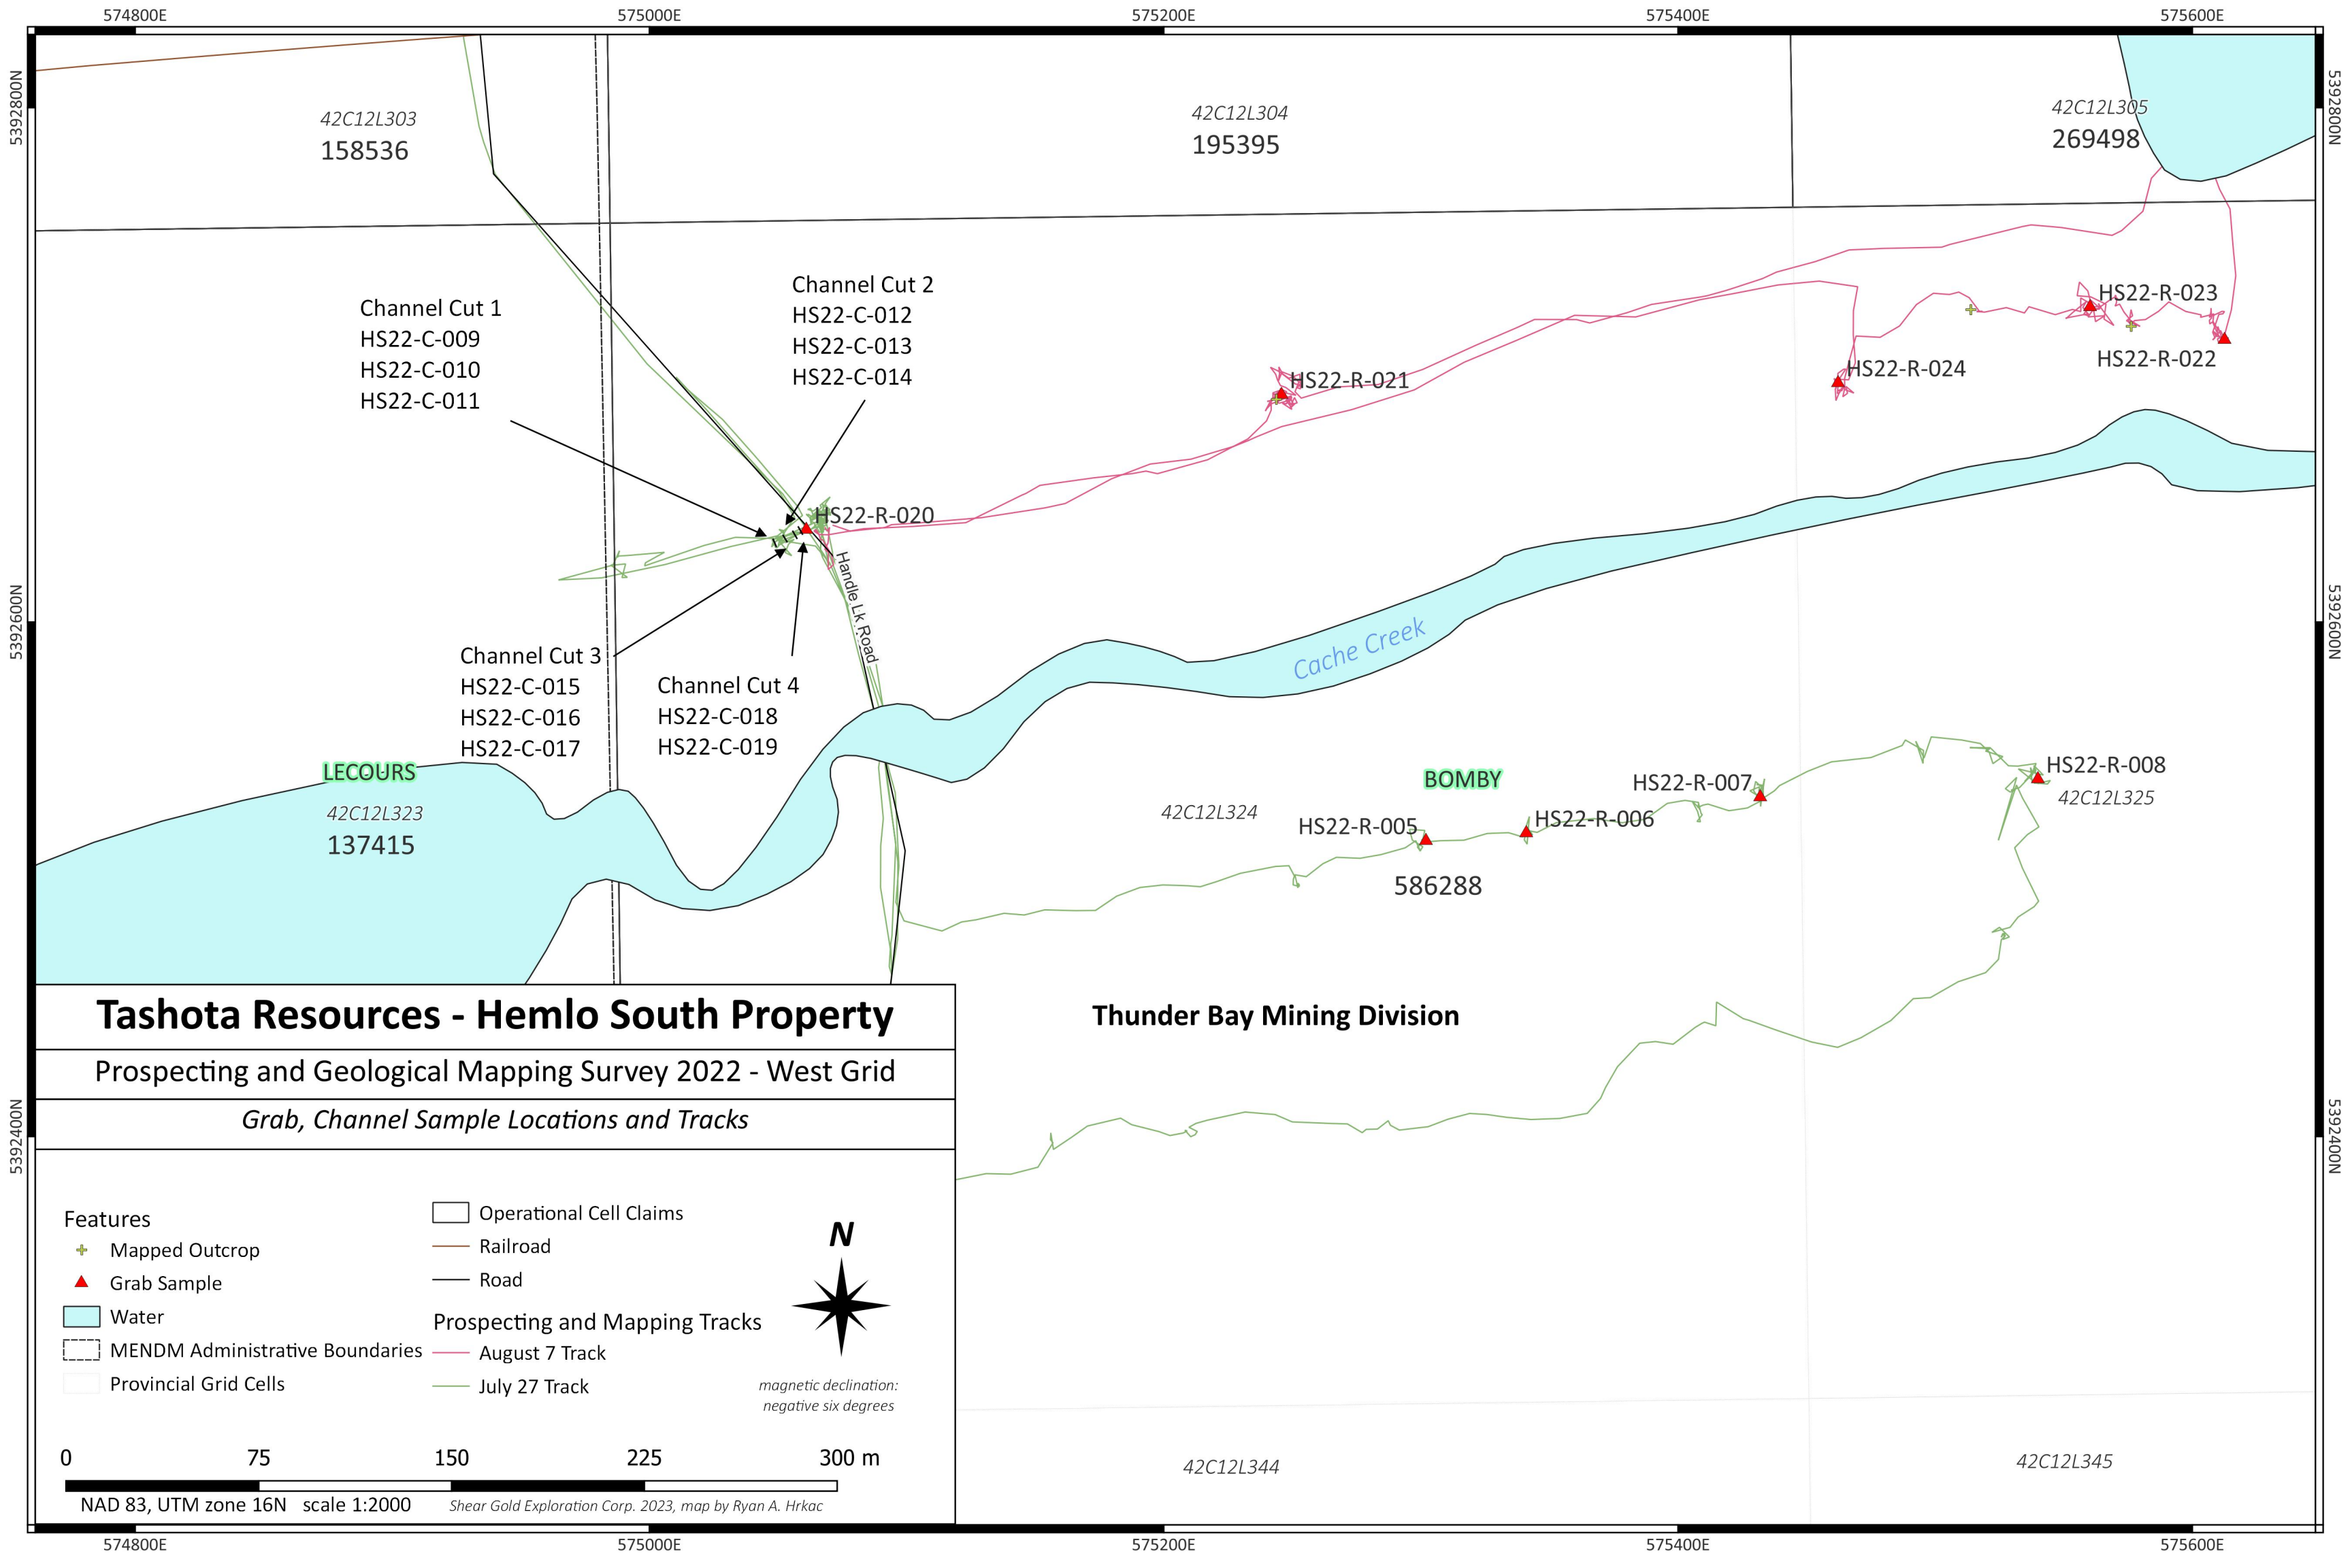 574800E
575000E
575200E
575400E
575600E
5392800N
5392800N
42C12L303
158536
42C12L304
195395
42C12L305
269498
Channel Cut 1
HS22-C-009
HS22-C-010
HS22-C-011
Channel Cut 2
HS22-C-012
HS22-C-013
HS22-C-014
HS22-R-023
HS22-R-022
HS22-R-024
HS22-R-021
HS22-R-020
Handle Lk Road
5392600N
5392600N
Cache Creek
Channel Cut 3
HS22-C-015
HS22-C-016
HS22-C-017
Channel Cut 4
HS22-C-018
HS22-C-019
LECOURS
42C12L323
137415
42C12L324
BOMBY
HS22-R-005
HS22-R-006
HS22-R-007
HS22-R-008
42C12L325
586288
Thunder Bay Mining Division
5392400N
5392400N
Tashota Resources - Hemlo South Property
Prospecting and Geological Mapping Survey 2022 - West Grid
Grab, Channel Sample Locations and Tracks
Features
Mapped Outcrop
Grab Sample
Water
MENDM Administrative Boundaries
Provincial Grid Cells
Operational Cell Claims
Railroad
Road
Prospecting and Mapping Tracks
August 7 Track
July 27 Track
N
magnetic declination:
negative six degrees
0 75 150 225 300 m
NAD 83, UTM zone 16N scale 1:2000
Shear Gold Exploration Corp. 2023, map by Ryan A. Hrkac
42C12L344
42C12L345
574800E
575000E
575200E
575400E
575600E